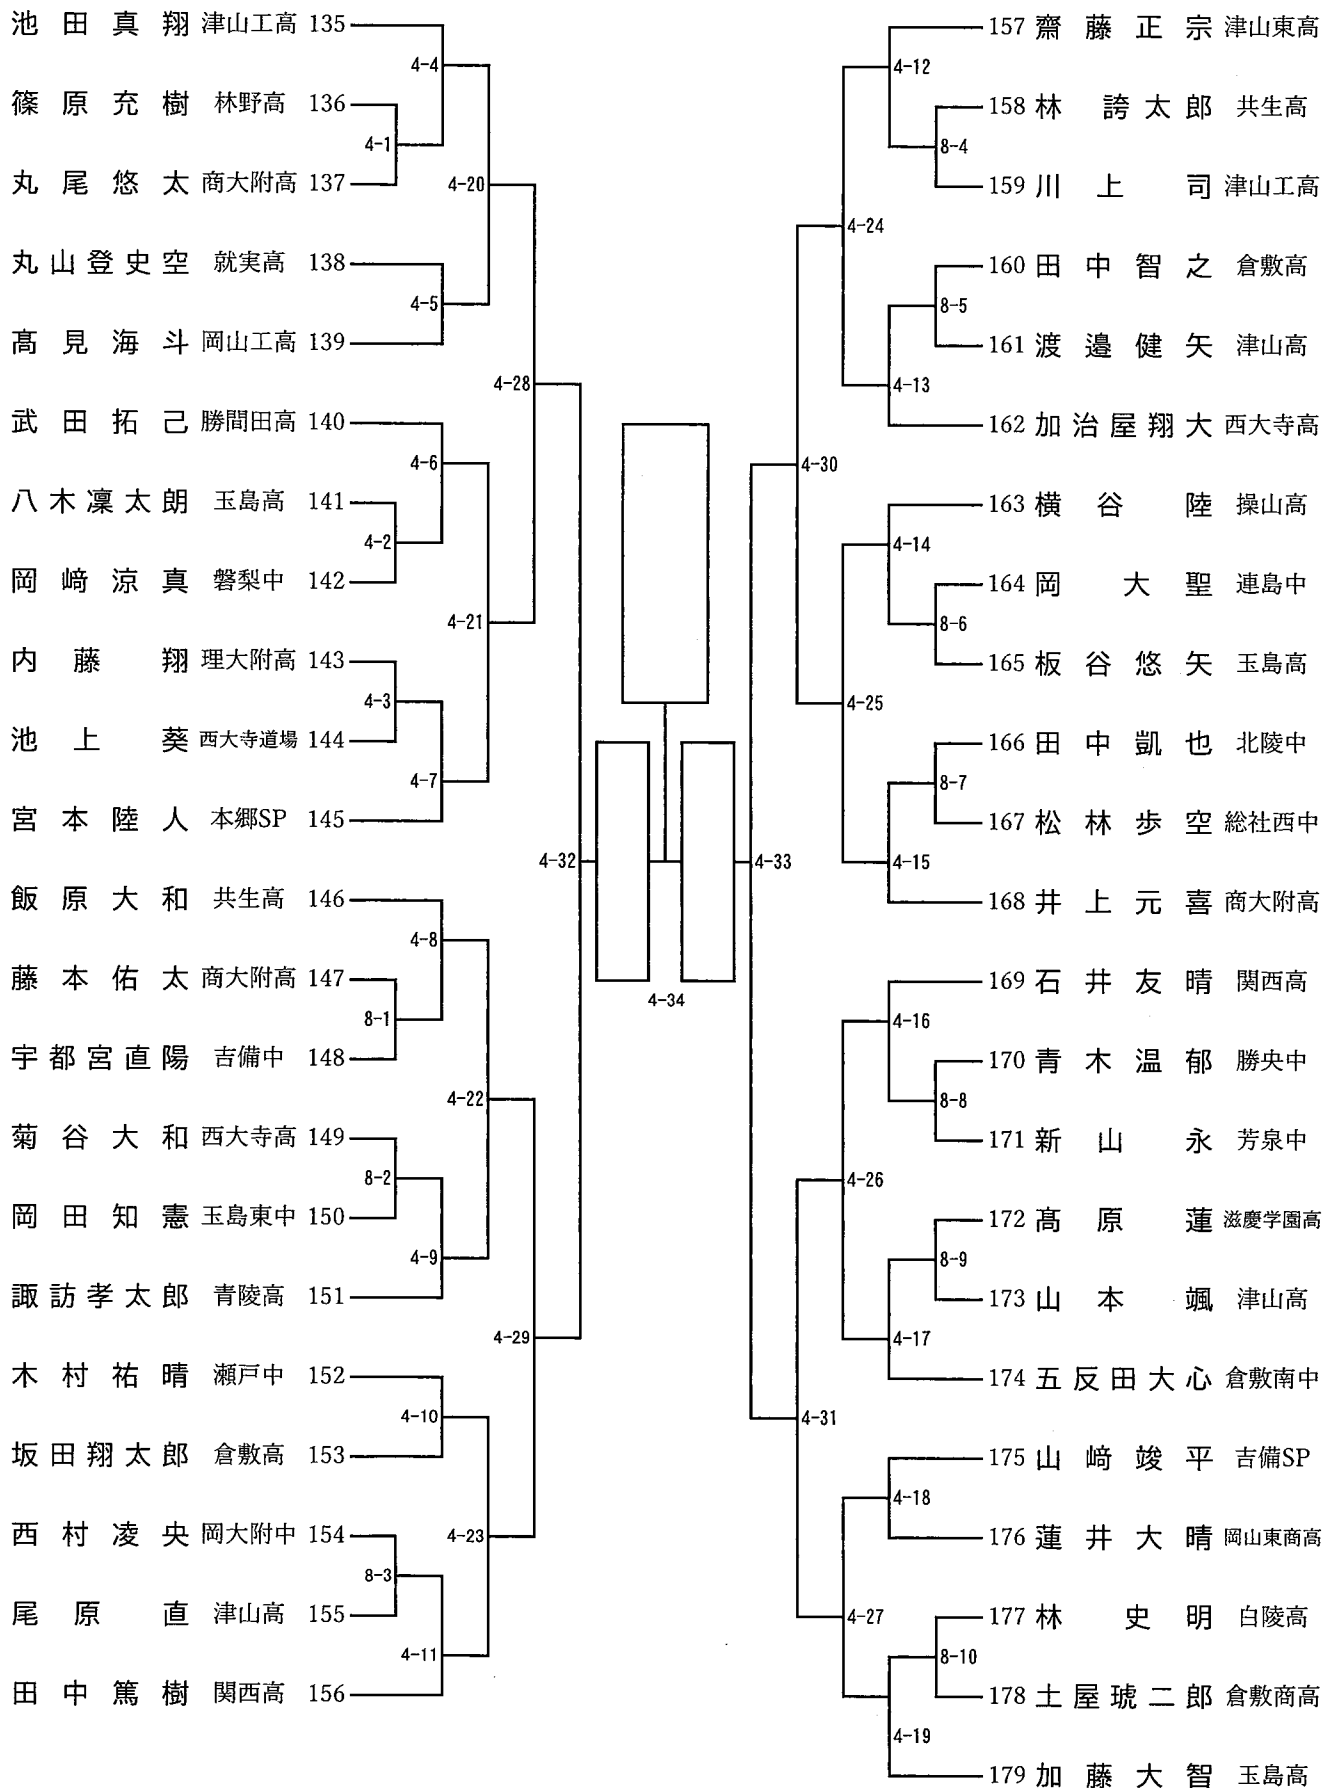 池田真翔 津山工高 135
4-4
篠原充樹 林野高 136
4-1
丸尾悠太 商大附高 137
4-20
丸山登史空 就実高 138
4-5
髙見海斗 岡山工高 139
4-28
武田拓己 勝間田高 140
4-6
八木凜太朗 玉島高 141
4-2
岡﨑涼真 磐梨中 142
4-21
内藤翔 理大附高 143
4-3
池上葵 西大寺道場 144
4-7
宮本陸人 本郷SP 145
4-32
飯原大和 共生高 146
4-8
藤本佑太 商大附高 147
8-1
宇都宮直陽 吉備中 148
4-22
菊谷大和 西大寺高 149
8-2
岡田知憲 玉島東中 150
4-9
諏訪孝太郎 青陵高 151
4-29
木村祐晴 瀬戸中 152
4-10
坂田翔太郎 倉敷高 153
4-23
西村凌央 岡大附中 154
8-3
尾原直 津山高 155
4-11
田中篤樹 関西高 156
4-34
157 齋藤正宗 津山東高
4-12
158 林誇太郎 共生高
8-4
159 川上司 津山工高
4-24
160 田中智之 倉敷高
8-5
161 渡邉健矢 津山高
4-13
162 加治屋翔大 西大寺高
4-30
163 横谷陸 操山高
4-14
164 岡大聖 連島中
8-6
165 板谷悠矢 玉島高
4-25
166 田中凱也 北陵中
8-7
167 松林歩空 総社西中
4-15
168 井上元喜 商大附高
4-33
169 石井友晴 関西高
4-16
170 青木温郁 勝央中
8-8
171 新山永 芳泉中
4-26
172 髙原蓮 滋慶学園高
8-9
173 山本颯 津山高
4-17
174 五反田大心 倉敷南中
4-31
175 山﨑竣平 吉備SP
4-18
176 蓮井大晴 岡山東商高
4-27
177 林史明 白陵高
8-10
178 土屋琥二郎 倉敷商高
4-19
179 加藤大智 玉島高